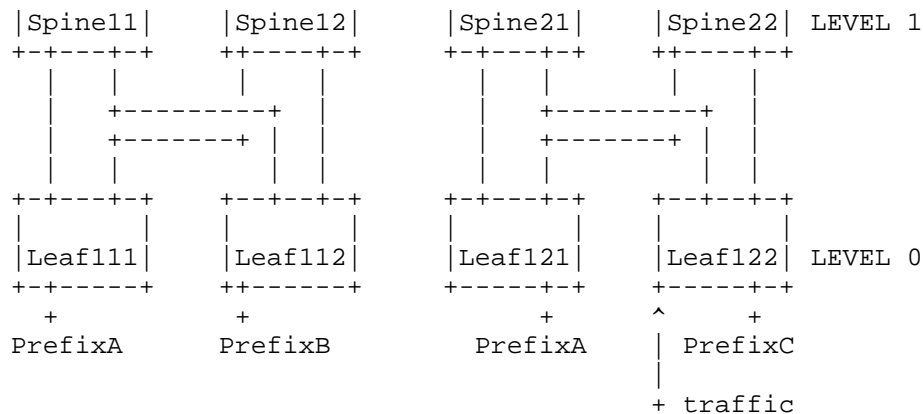 Spine11 Spine12 Spine21 Spine22 LEVEL 1
Leaf111 Leaf112 Leaf121 Leaf122 LEVEL 0
PrefixA PrefixB PrefixA PrefixC
traffic